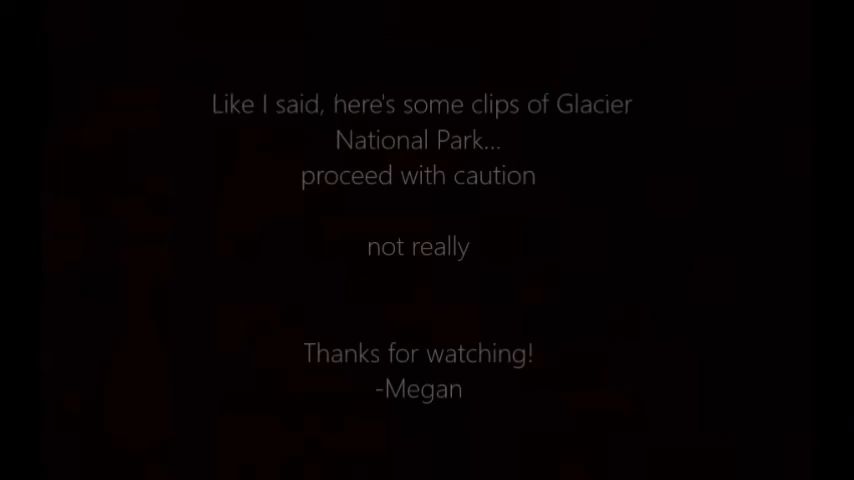 Like I said, here's some clips of Glacier
National Park...
proceed with caution
not really
Thanks for watching!
-Megan